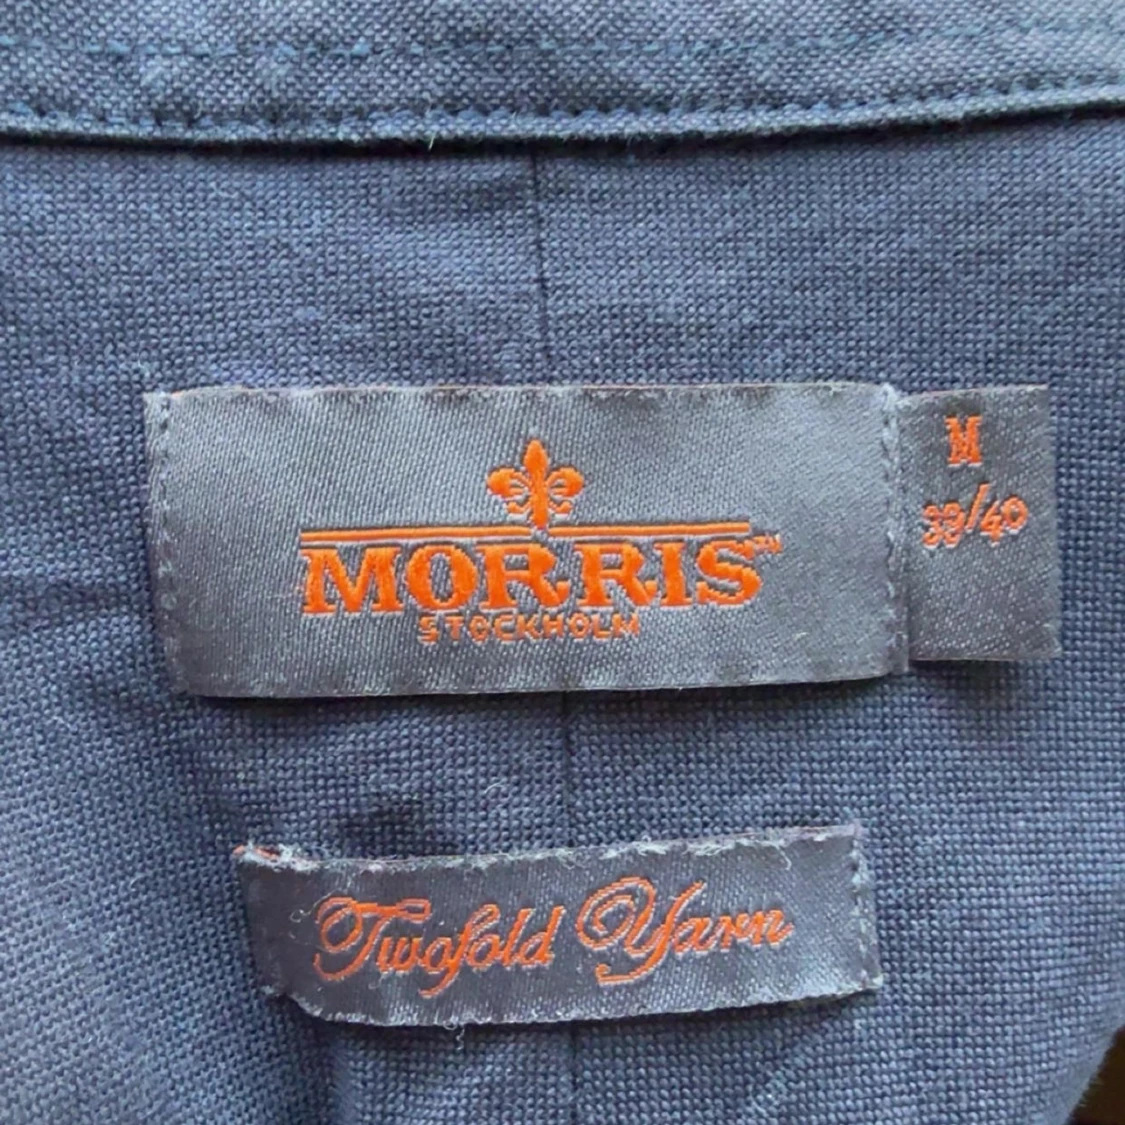 MORRIS™
STOCKHOLM
M
39/40
Twofold Yarn